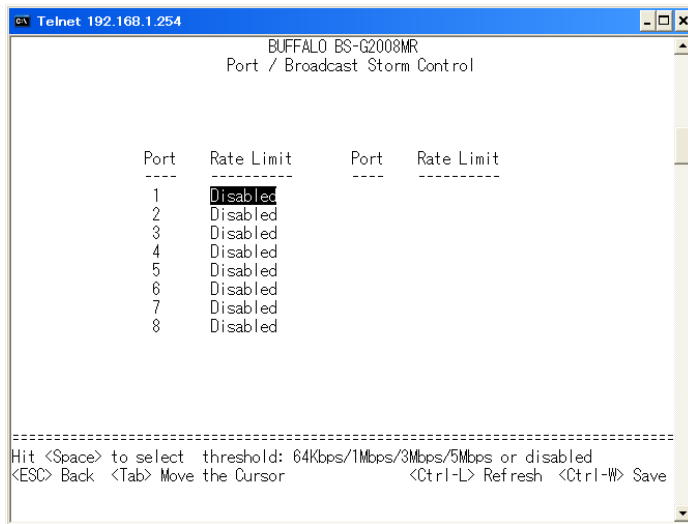 Telnet 192.168.1.254
BUFFALO BS-G2008MR
Port / Broadcast Storm Control
Port Rate Limit Port Rate Limit
---- ---------- ---- ----------
1 Disabled
2 Disabled
3 Disabled
4 Disabled
5 Disabled
6 Disabled
7 Disabled
8 Disabled
================================================================================
Hit <Space> to select threshold: 64Kbps/1Mbps/3Mbps/5Mbps or disabled
<ESC> Back <Tab> Move the Cursor <Ctrl-L> Refresh <Ctrl-W> Save